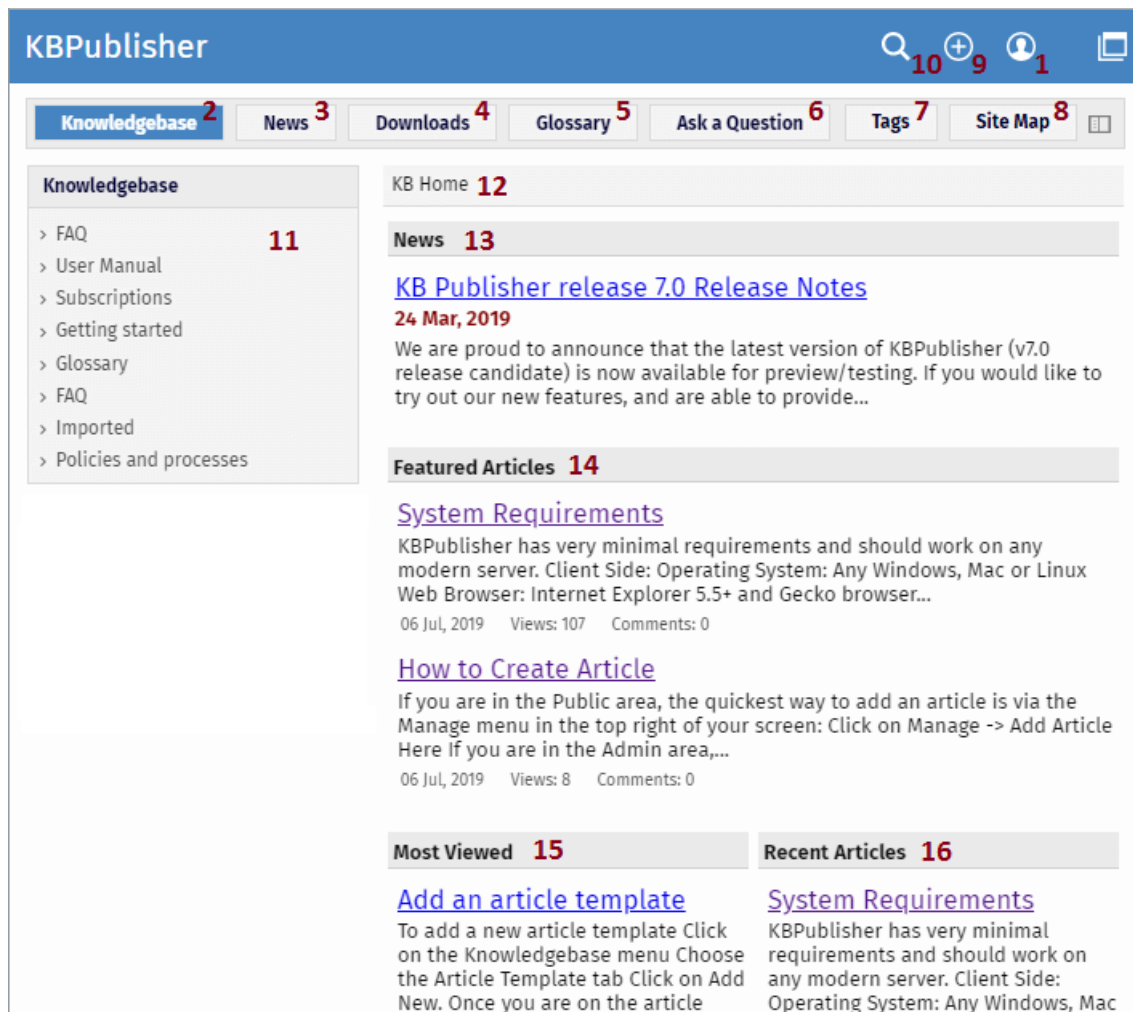 KBPublisher
10 9 1
Knowledgebase 2 News 3 Downloads 4 Glossary 5 Ask a Question 6 Tags 7 Site Map 8
Knowledgebase
› FAQ 11
› User Manual
› Subscriptions
› Getting started
› Glossary
› FAQ
› Imported
› Policies and processes
KB Home 12
News 13
KB Publisher release 7.0 Release Notes
24 Mar, 2019
We are proud to announce that the latest version of KBPublisher (v7.0
release candidate) is now available for preview/testing. If you would like to
try out our new features, and are able to provide...
Featured Articles 14
System Requirements
KBPublisher has very minimal requirements and should work on any
modern server. Client Side: Operating System: Any Windows, Mac or Linux
Web Browser: Internet Explorer 5.5+ and Gecko browser...
06 Jul, 2019 Views: 107 Comments: 0
How to Create Article
If you are in the Public area, the quickest way to add an article is via the
Manage menu in the top right of your screen: Click on Manage -> Add Article
Here If you are in the Admin area,...
06 Jul, 2019 Views: 8 Comments: 0
Most Viewed 15
Add an article template
To add a new article template Click
on the Knowledgebase menu Choose
the Article Template tab Click on Add
New. Once you are on the article
Recent Articles 16
System Requirements
KBPublisher has very minimal
requirements and should work on
any modern server. Client Side:
Operating System: Any Windows, Mac